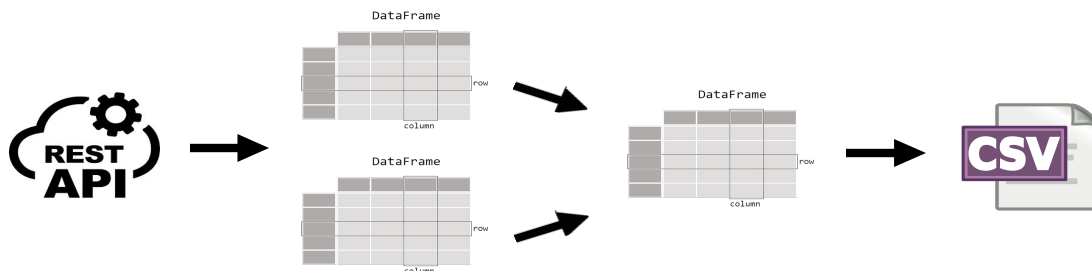 REST
API
DataFrame
row
column
DataFrame
row
column
DataFrame
row
column
CSV